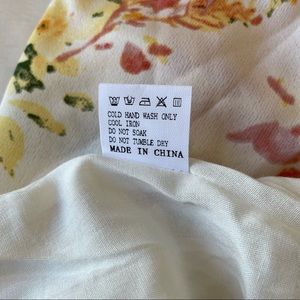 COLD HAND WASH ONLY
COOL IRON
DO NOT SOAK
DO NOT TUMBLE DRY
MADE IN CHINA